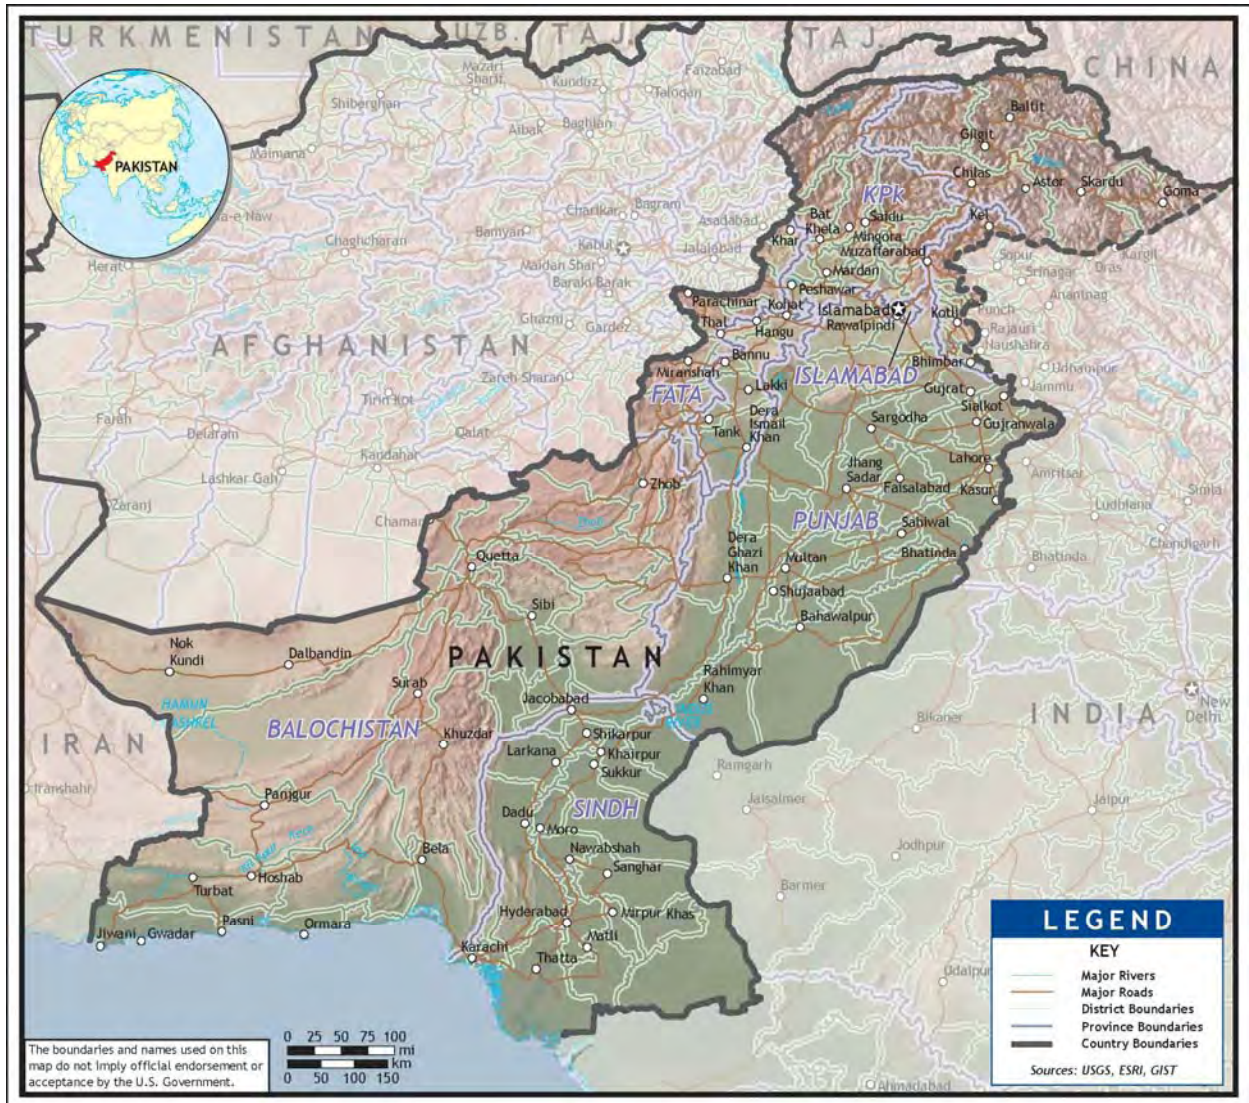 TURKMENISTAN
UZB.
TAJ.
TAJ.
CHINA
PAKISTAN
Mazari
Sharif
Kunduz
Faizabad
Taloqan
Shiberghan
Aibak
Baghlan
Maimana
Baltit
Gilgit
Chilas
Astor
Skardu
Goma
KPk
Bat
Khela
Saidu
Kel
Khar
Mingora
Muzaffarabad
Mardan
Peshawar
Charikar
Bagram
Asadabad
Bamyan
Kabul
Jalalabad
Chaghcharan
Maidan Shar
Baraki Barak
Herat
Sopur
Srinagar
Dras
Kargil
Anantnag
Parachinar
Kohat
Islamabad
Rawalpindi
Kotli
Punch
Thal
Hangu
Rajauri
Naushahra
Ghazni
Gardez
AFGHANISTAN
Bannu
Bhimbar
Udhampur
Miranshah
ISLAMABAD
Zareh Sharan
FATA
Lakki
Gujrat
Jammu
Tirin Kot
Dera
Ismail
Khan
Sialkot
Farah
Tank
Sargodha
Gujranwala
Delaram
Qalat
Kandahar
Lahore
Amritsar
Lashkar Gah
Jhang
Sadar
Faisalabad
Kasur
Zhob
Zaranj
Ludhiana
Simla
Chaman
Zhob
PUNJAB
Sahiwal
Chandigarh
Quetta
Dera
Ghazi
Khan
Multan
Bhatinda
Bhatinda
Shujaabad
Sibi
Bahawalpur
Nok
Kundi
Dalbandin
PAKISTAN
Surab
Rahimyar
Khan
Jacobabad
New
Delhi
HAMUN
BALOCHISTAN
RIVER
INDIA
Bikaner
IRAN
Khuzdar
Shikarpur
Larkana
Khairpur
Sukkur
Ramgarh
Iranshahr
Panjgur
Jaisalmer
Jaipur
SINDH
Dadu
Moro
Kech
Bela
Nawabshah
Jodhpur
Turbat
Hoshab
Sanghar
Barmer
Pasni
Ormara
Hyderabad
Mirpur Khas
Jiwani
Gwadar
Karachi
Matli
Thatta
Udaipur
Ahmadabad
LEGEND
KEY
Major Rivers
Major Roads
District Boundaries
Province Boundaries
Country Boundaries
Sources: USGS, ESRI, GIST
0 25 50 75 100
mi
km
0 50 100 150
The boundaries and names used on this
map do not imply official endorsement or
acceptance by the U.S. Government.